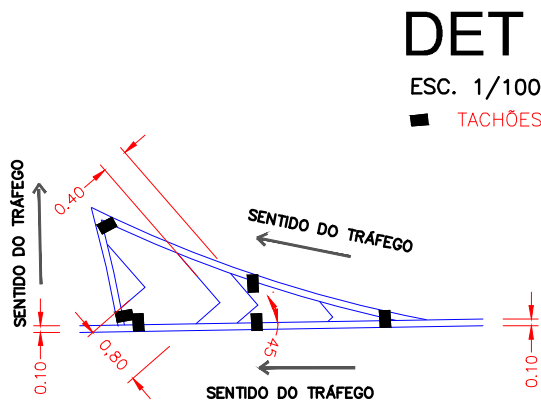 DET
ESC. 1/100
TACHÕES
SENTIDO DO TRÁFEGO
0.40
SENTIDO DO TRÁFEGO
0.10
0.80
45
0.10
SENTIDO DO TRÁFEGO